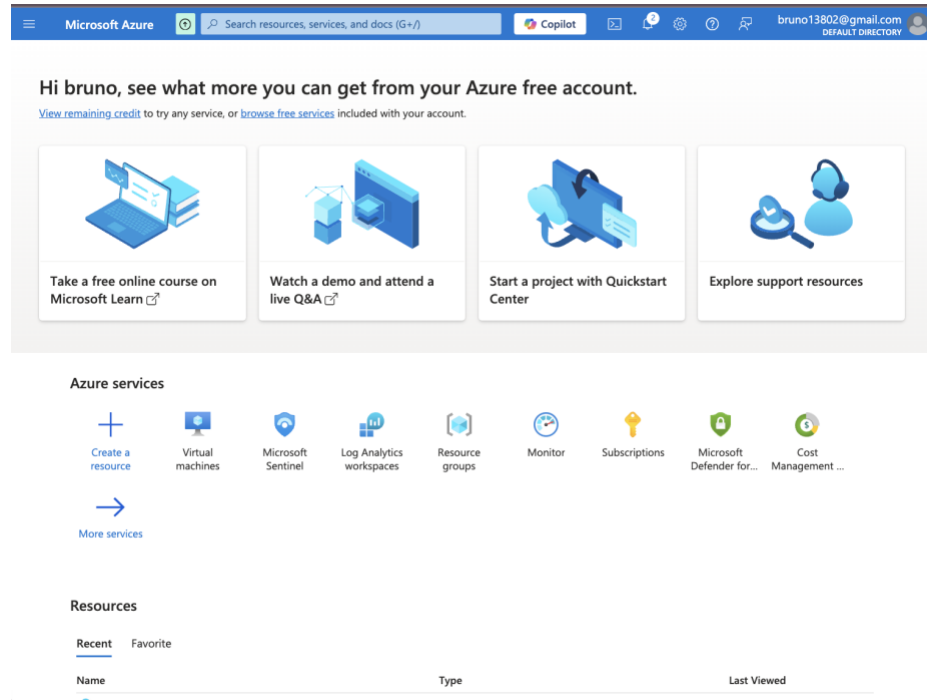 Microsoft Azure
Search resources, services, and docs (G+/)
Copilot
2
bruno13802@gmail.com
DEFAULT DIRECTORY
Hi bruno, see what more you can get from your Azure free account.
View remaining credit to try any service, or browse free services included with your account.
Take a free online course on
Microsoft Learn
Watch a demo and attend a
live Q&A
Start a project with Quickstart
Center
Explore support resources
Azure services
Create a
resource
Virtual
machines
Microsoft
Sentinel
Log Analytics
workspaces
Resource
groups
Monitor
Subscriptions
Microsoft
Defender for...
Cost
Management ...
More services
Resources
Recent
Favorite
Name
Type
Last Viewed